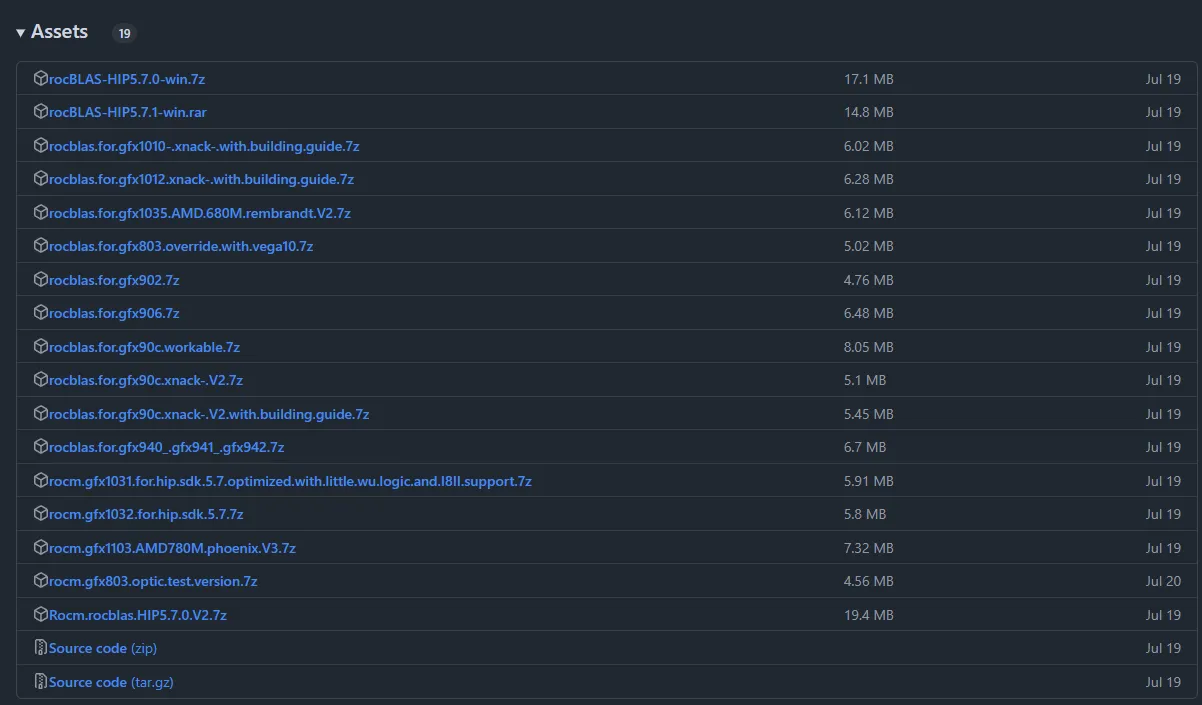 Assets 19
rocBLAS-HIP5.7.0-win.7z 17.1 MB Jul 19
rocBLAS-HIP5.7.1-win.rar 14.8 MB Jul 19
rocblas.for.gfx1010-.xnack-.with.building.guide.7z 6.02 MB Jul 19
rocblas.for.gfx1012.xnack-.with.building.guide.7z 6.28 MB Jul 19
rocblas.for.gfx1035.AMD.680M.rembrandt.V2.7z 6.12 MB Jul 19
rocblas.for.gfx803.override.with.vega10.7z 5.02 MB Jul 19
rocblas.for.gfx902.7z 4.76 MB Jul 19
rocblas.for.gfx906.7z 6.48 MB Jul 19
rocblas.for.gfx90c.workable.7z 8.05 MB Jul 19
rocblas.for.gfx90c.xnack-.V2.7z 5.1 MB Jul 19
rocblas.for.gfx90c.xnack-.V2.with.building.guide.7z 5.45 MB Jul 19
rocblas.for.gfx940_.gfx941_.gfx942.7z 6.7 MB Jul 19
rocm.gfx1031.for.hip.sdk.5.7.optimized.with.little.wu.logic.and.I8II.support.7z 5.91 MB Jul 19
rocm.gfx1032.for.hip.sdk.5.7.7z 5.8 MB Jul 19
rocm.gfx1103.AMD780M.phoenix.V3.7z 7.32 MB Jul 19
rocm.gfx803.optic.test.version.7z 4.56 MB Jul 20
Rocm.rocblas.HIP5.7.0.V2.7z 19.4 MB Jul 19
Source code (zip) Jul 19
Source code (tar.gz) Jul 19